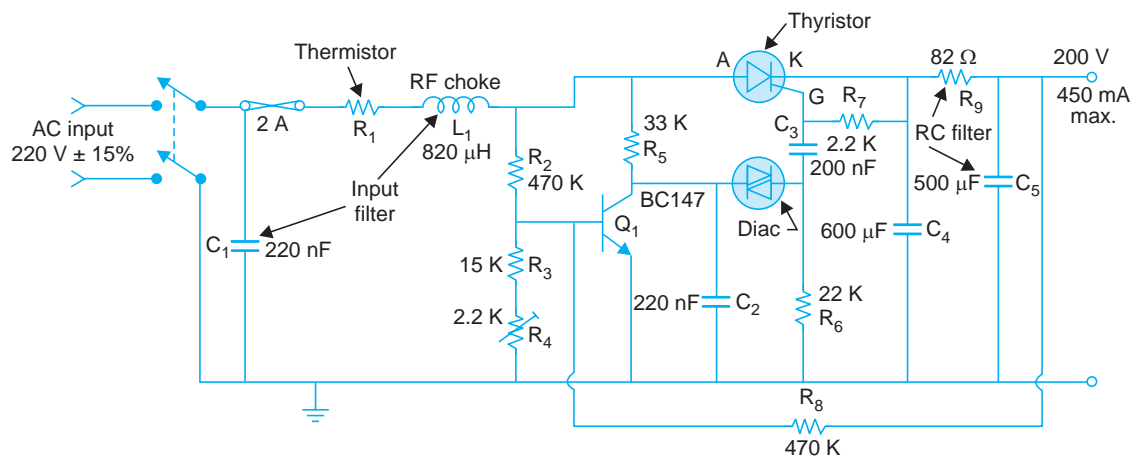 Thyristor
Thermistor
RF choke
A
K
82 Ω
200 V
AC input
220 V ± 15%
2 A
R1
L1
820 μH
G
R7
R9
450 mA
max.
33 K
R5
C3
2.2 K
RC filter
R2
470 K
200 nF
500 μF
C5
Input
filter
BC147
Q1
Diac
600 μF
C4
C1
220 nF
15 K
R3
2.2 K
R4
220 nF
C2
22 K
R6
R8
470 K